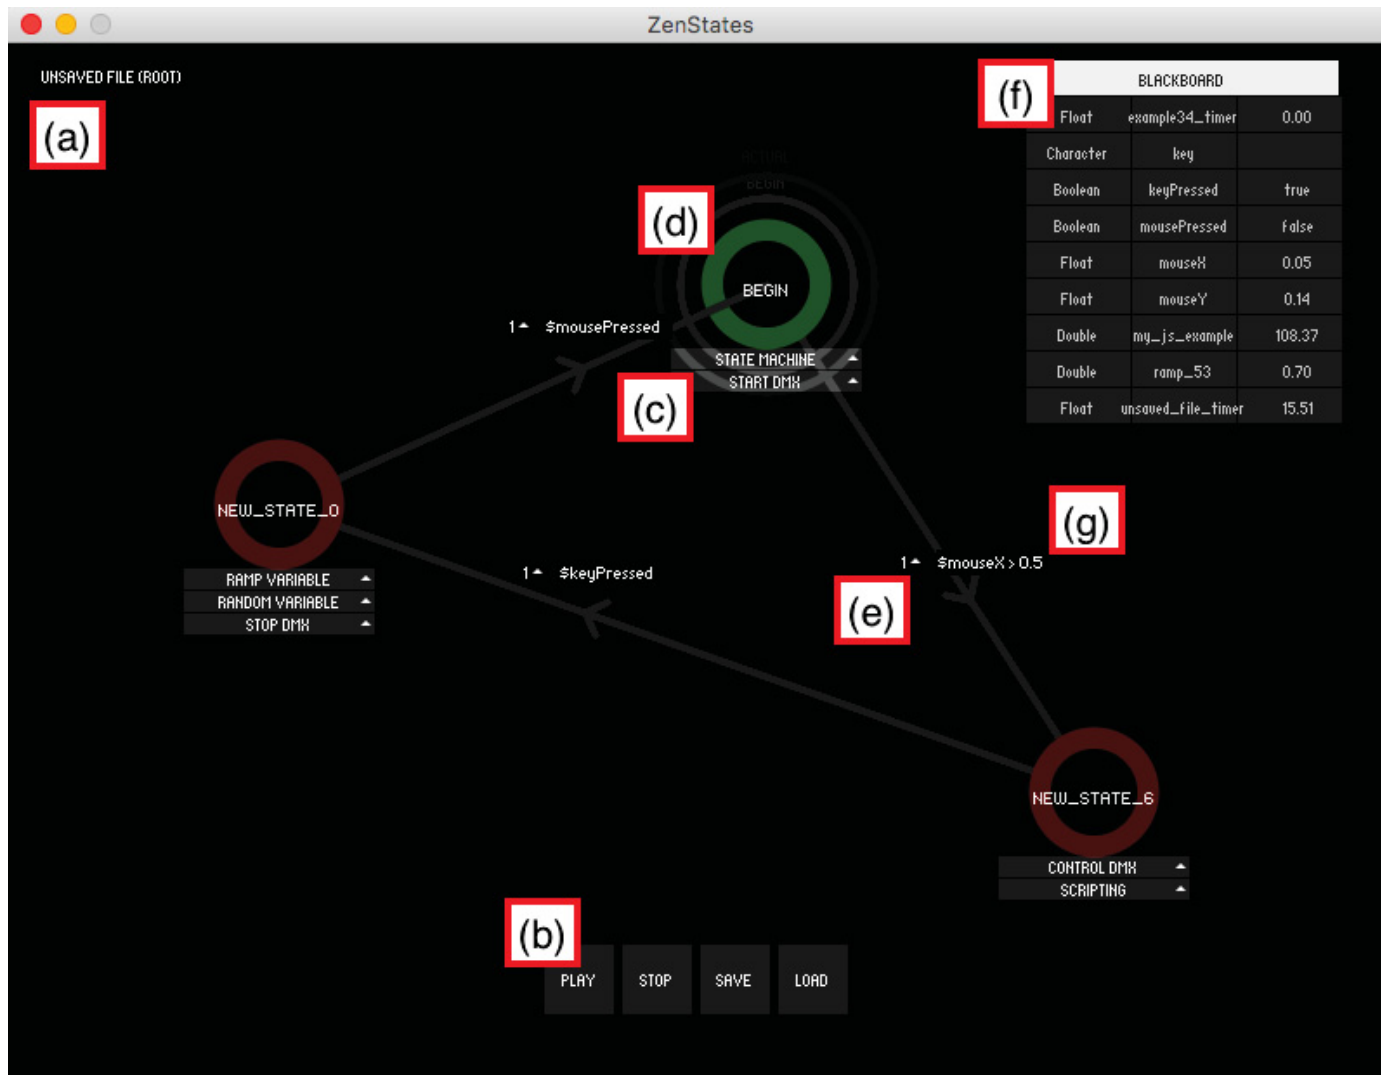 ZenStates
UNSAVED FILE (ROOT)
(a)
(f)
BLACKBOARD
Float example34_timer 0.00
Character key
Boolean keyPressed true
Boolean mousePressed false
Float mouseX 0.05
Float mouseY 0.14
Double my_js_example 108.37
Double ramp_53 0.70
Float unsaved_file_timer 15.51
ACTUAL
BEGIN
(d)
BEGIN
1 $mousePressed
STATE MACHINE
START DMX
(c)
NEW_STATE_0
RAMP VARIABLE
RANDOM VARIABLE
STOP DMX
(g)
1 $mouseX > 0.5
1 $keyPressed
(e)
NEW_STATE_6
CONTROL DMX
SCRIPTING
(b)
PLAY STOP SAVE LOAD